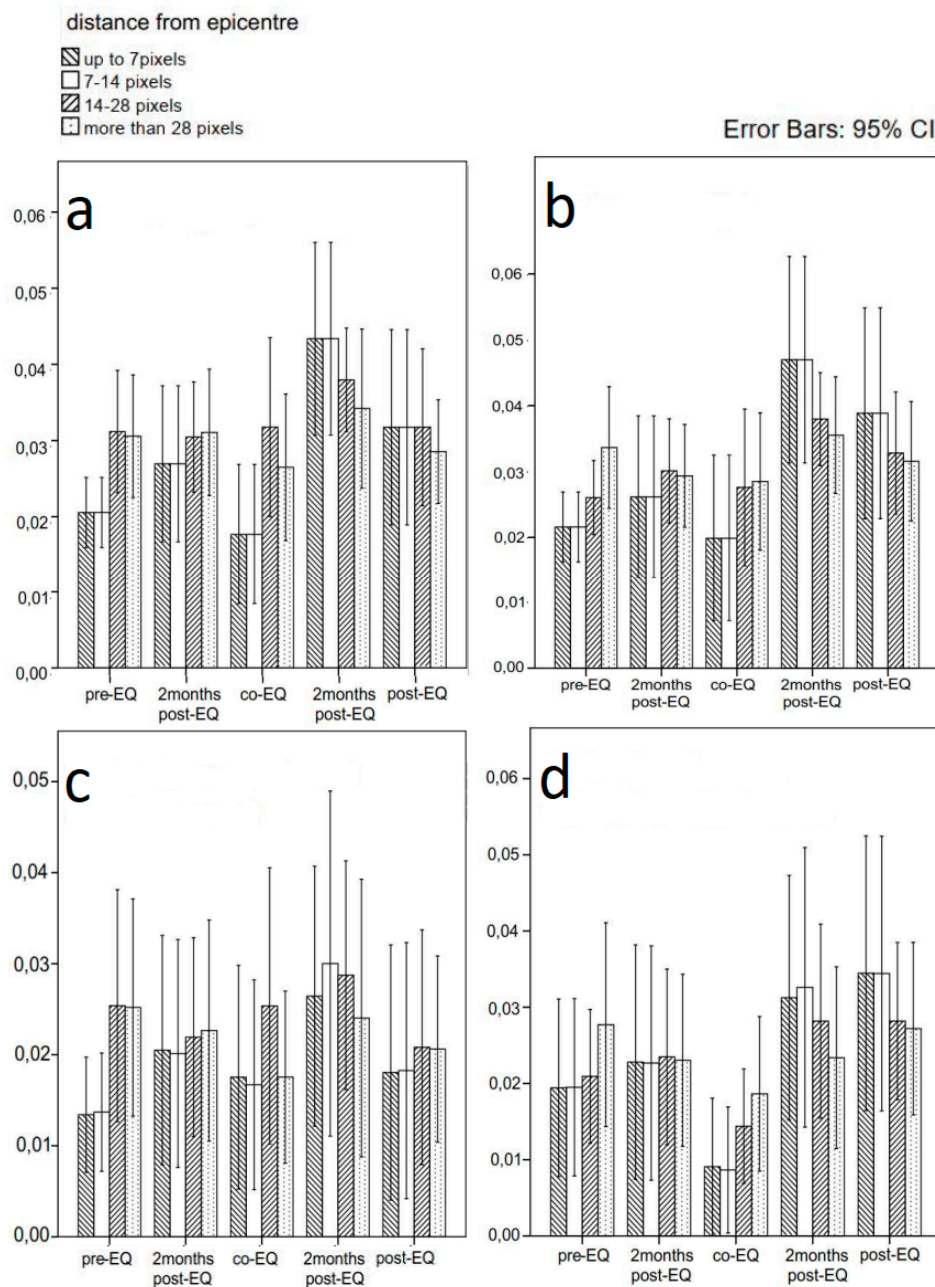 distance from epicentre
up to 7pixels
7-14 pixels
14-28 pixels
more than 28 pixels
Error Bars: 95% CI
a
0,06
0,05
0,04
0,03
0,02
0,01
0,00
pre-EQ
2months
post-EQ
co-EQ
2months
post-EQ
post-EQ
b
0,06
0,05
0,04
0,03
0,02
0,01
0,00
pre-EQ
2months
post-EQ
co-EQ
2months
post-EQ
post-EQ
c
0,05
0,04
0,03
0,02
0,01
0,00
pre-EQ
2months
post-EQ
co-EQ
2months
post-EQ
post-EQ
d
0,06
0,05
0,04
0,03
0,02
0,01
0,00
pre-EQ
2months
post-EQ
co-EQ
2months
post-EQ
post-EQ